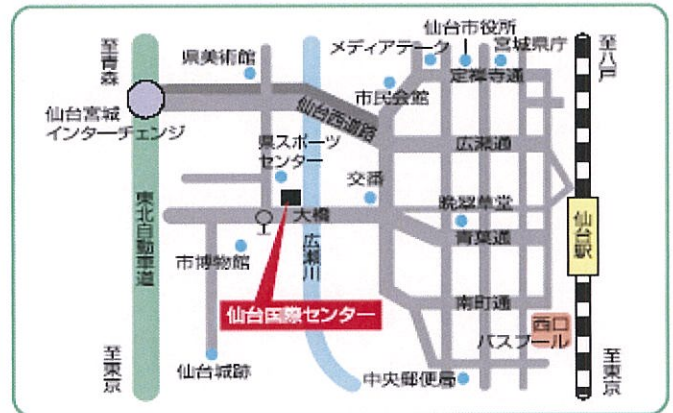 仙台市役所
メディアテーク
宮城県庁
至青森
県美術館
定禅寺通
至八戸
市民会館
仙台宮城
インターチェンジ
仙台西道路
県スポーツ
センター
広瀬通
交番
東北自動車道
大橋
晩翠草堂
青葉通
仙台駅
市博物館
広瀬川
仙台国際センター
南町通
西口
バスプール
至東京
仙台城跡
中央郵便局
至東京